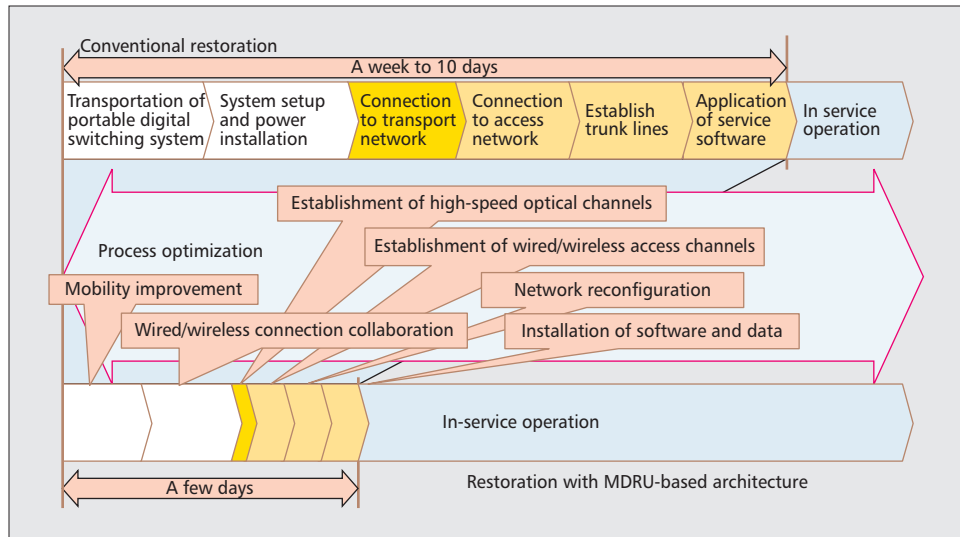 Conventional restoration
A week to 10 days
Transportation of
portable digital
switching system
System setup
and power
installation
Connection
to transport
network
Connection
to access
network
Establish
trunk lines
Application
of service
software
In service
operation
Establishment of high-speed optical channels
Process optimization
Establishment of wired/wireless access channels
Mobility improvement
Network reconfiguration
Wired/wireless connection collaboration
Installation of software and data
In-service operation
A few days
Restoration with MDRU-based architecture